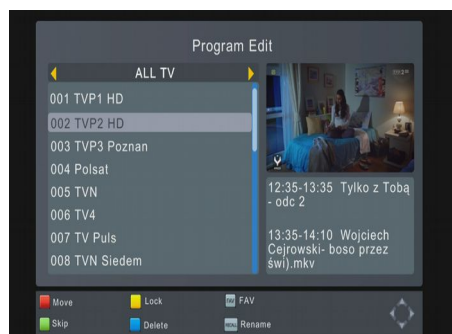 Program Edit
ALL TV
001 TVP1 HD
002 TVP2 HD
003 TVP3 Poznan
004 Polsat
005 TVN
006 TV4
007 TV Puls
008 TVN Siedem
12:35-13:35 Tylko z Tobą
- odc 2
13:35-14:10 Wojciech
Cejrowski- boso przez
świ).mkv
Move
Lock
FAV
FAV
Skip
Delete
RECALL
Rename